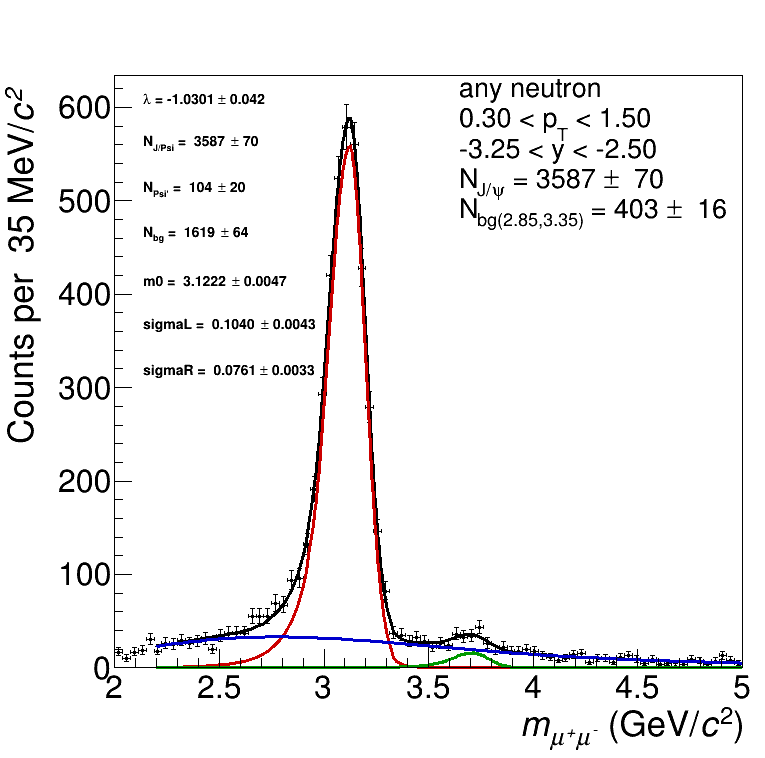 any neutron
0.30 < p_T < 1.50
-3.25 < y < -2.50
N_J/ψ = 3587 ± 70
N_bg(2.85,3.35) = 403 ± 16
λ = -1.0301 ± 0.042
N_J/Psi = 3587 ± 70
N_Psi' = 104 ± 20
N_bg = 1619 ± 64
m0 = 3.1222 ± 0.0047
sigmaL = 0.1040 ± 0.0043
sigmaR = 0.0761 ± 0.0033
Counts per 35 MeV/c²
600
500
400
300
200
100
0
2 2.5 3 3.5 4 4.5 5
m_μ⁺μ⁻ (GeV/c²)